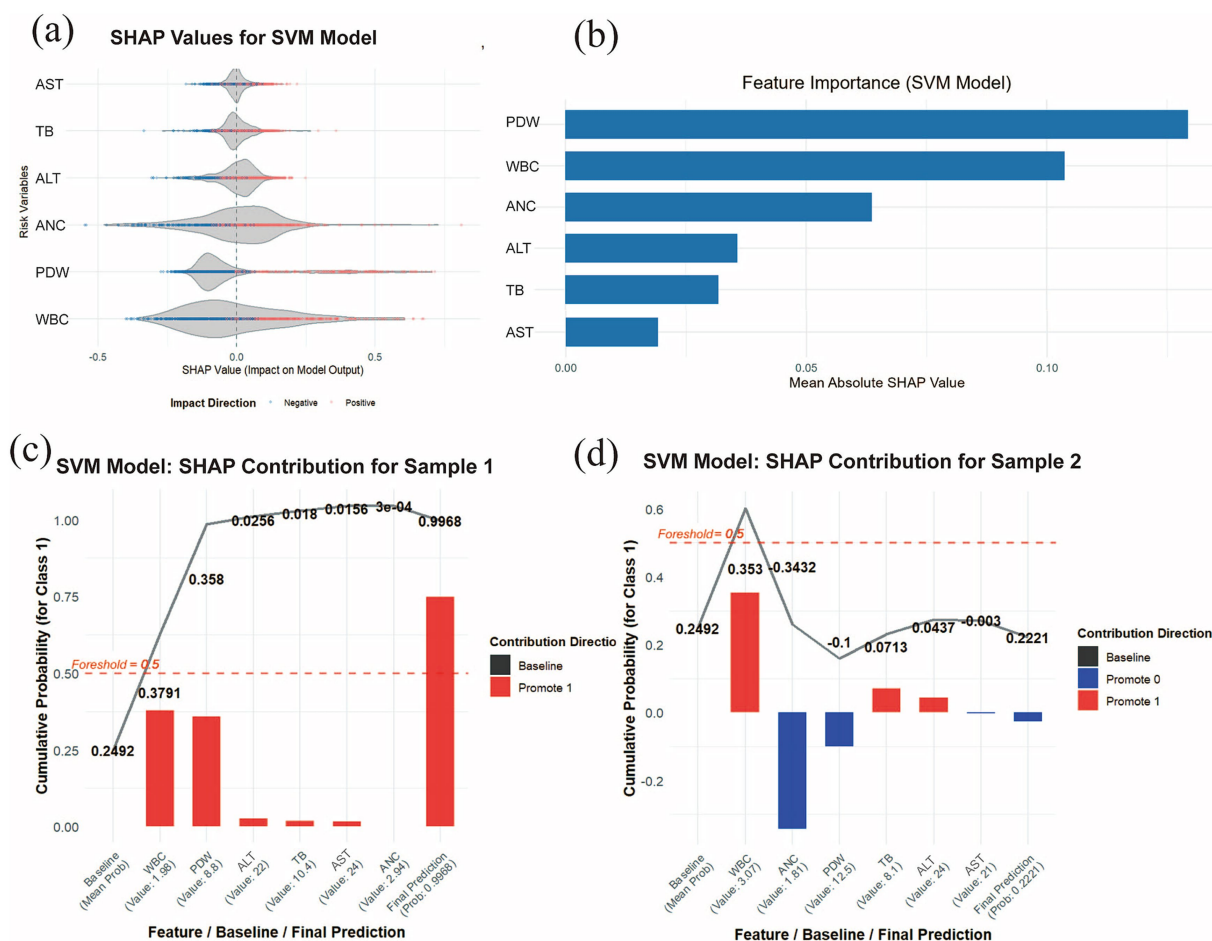 (a)
SHAP Values for SVM Model
,
AST
TB
ALT
ANC
PDW
WBC
Risk Variables
-0.5
0.0
0.5
SHAP Value (Impact on Model Output)
Impact Direction
Negative
Positive
(b)
Feature Importance (SVM Model)
PDW
WBC
ANC
ALT
TB
AST
0.00
0.05
0.10
Mean Absolute SHAP Value
(c)
SVM Model: SHAP Contribution for Sample 1
Cumulative Probability (for Class 1)
1.00
0.75
0.50
0.25
0.00
Foreshold = 0.5
0.2492
0.3791
0.358
0.0256
0.018
0.0156
3e-04
0.9968
Baseline
(Mean Prob)
WBC
(Value: 1.98)
PDW
(Value: 8.8)
ALT
(Value: 22)
TB
(Value: 10.4)
AST
(Value: 24)
ANC
(Value: 2.94)
Final Prediction
(Prob: 0.9968)
Feature / Baseline / Final Prediction
Contribution Directio
Baseline
Promote 1
(d)
SVM Model: SHAP Contribution for Sample 2
Cumulative Probability (for Class 1)
0.6
0.4
0.2
0.0
-0.2
Foreshold = 0.5
0.2492
0.353
-0.3432
-0.1
0.0713
0.0437
-0.003
0.2221
Baseline
(Mean Prob)
WBC
(Value: 3.07)
ANC
(Value: 1.81)
PDW
(Value: 12.5)
TB
(Value: 8.1)
ALT
(Value: 24)
AST
(Value: 21)
Final Prediction
(Prob: 0.2221)
Feature / Baseline / Final Prediction
Contribution Direction
Baseline
Promote 0
Promote 1